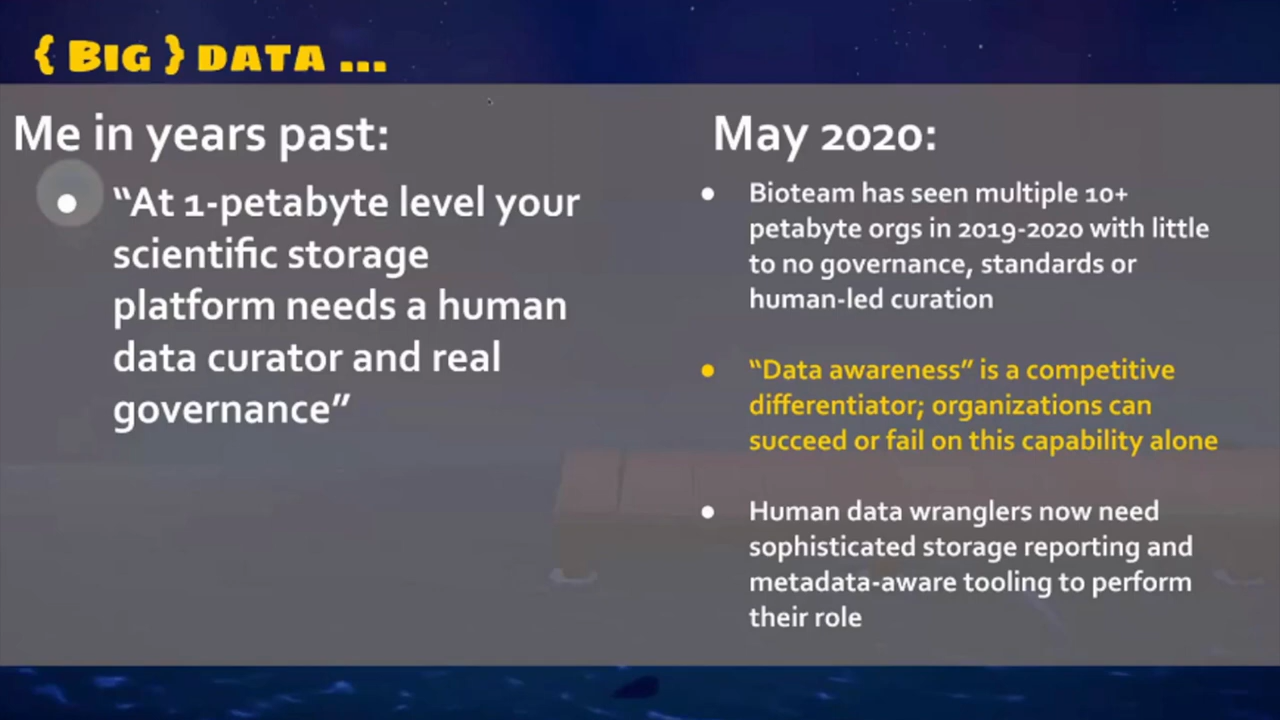 { Big } data ...
Me in years past:
● “At 1-petabyte level your
scientific storage
platform needs a human
data curator and real
governance”
May 2020:
● Bioteam has seen multiple 10+
petabyte orgs in 2019-2020 with little
to no governance, standards or
human-led curation
● “Data awareness” is a competitive
differentiator; organizations can
succeed or fail on this capability alone
● Human data wranglers now need
sophisticated storage reporting and
metadata-aware tooling to perform
their role